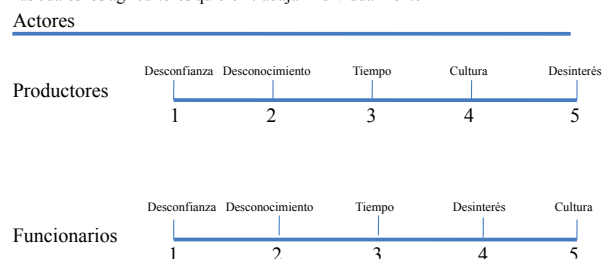 Actores
Desconfianza Desconocimiento Tiempo Cultura Desinterés
Productores
1 2 3 4 5
Desconfianza Desconocimiento Tiempo Desinterés Cultura
Funcionarios
1 2 3 4 5